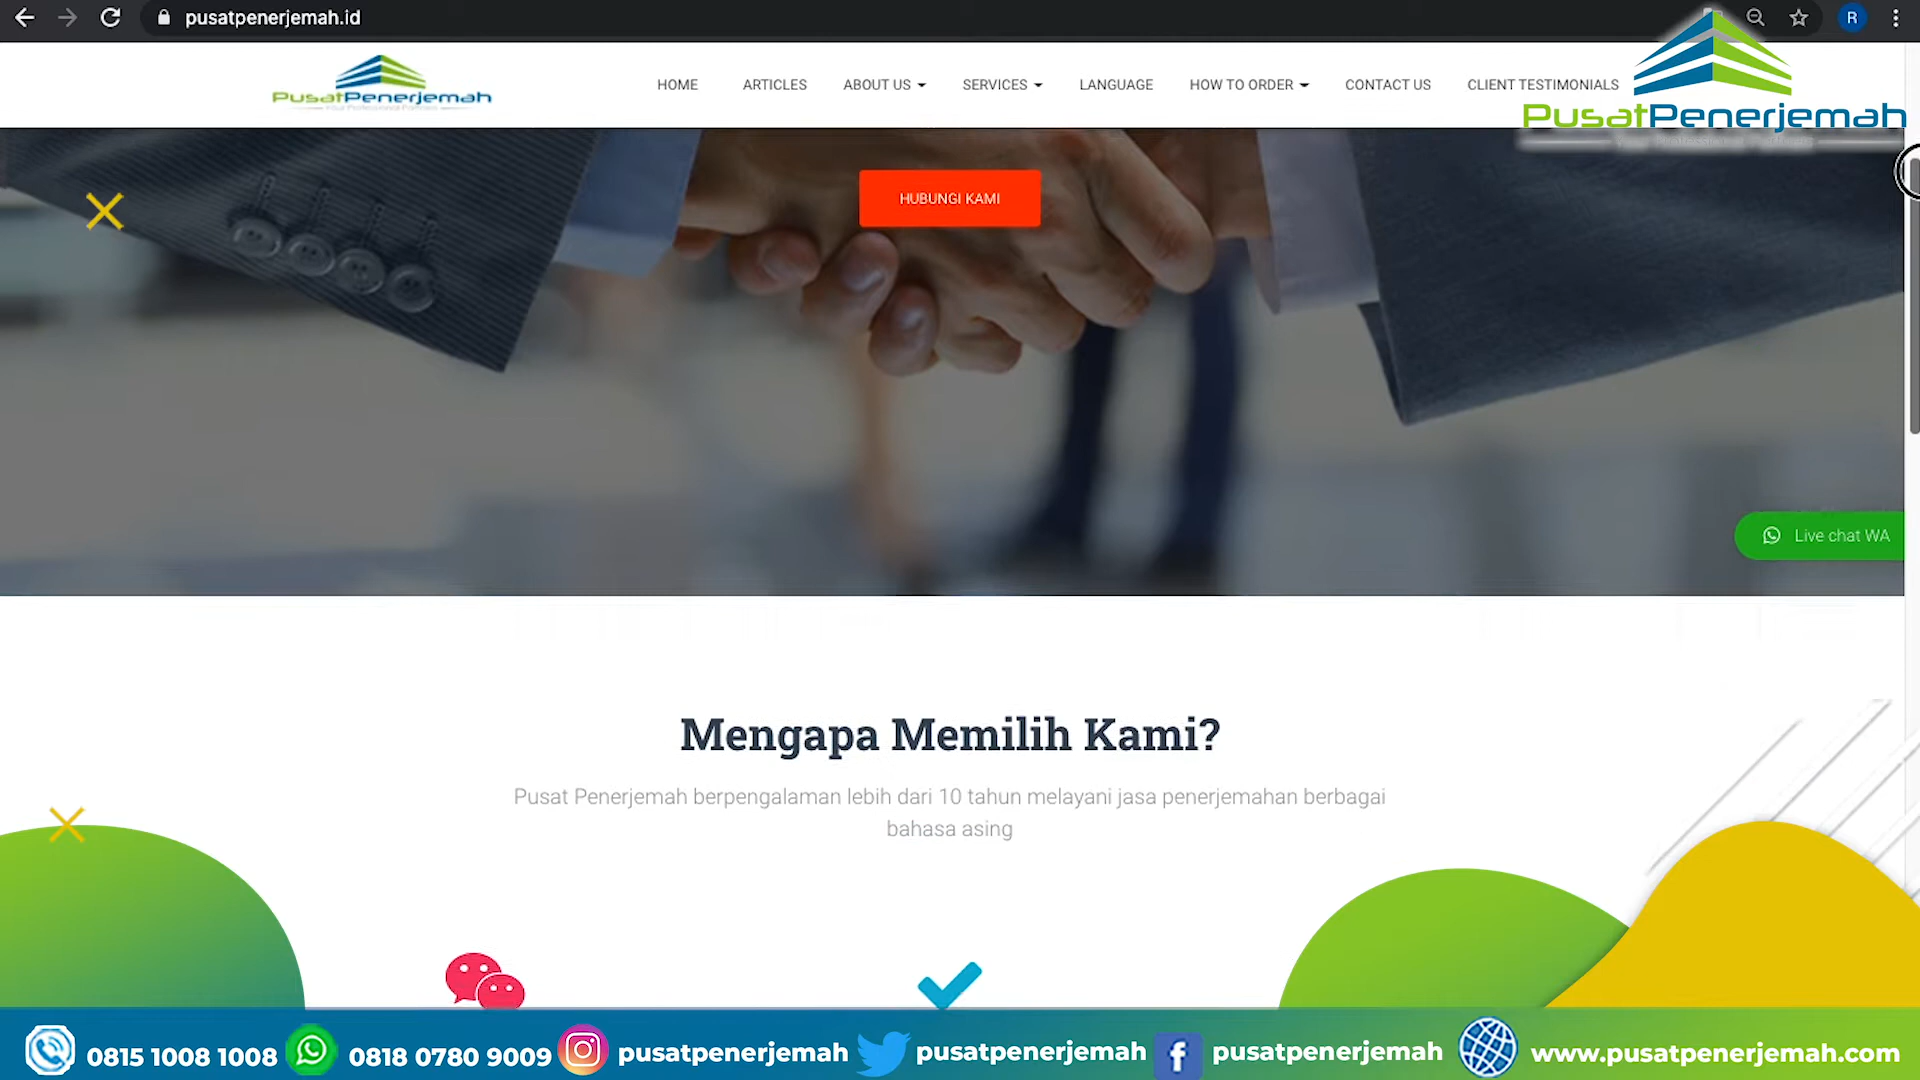 pusatpenerjemah.id
R
PusatPenerjemah
HOME
ARTICLES
ABOUT US
SERVICES
LANGUAGE
HOW TO ORDER
CONTACT US
CLIENT TESTIMONIALS
PusatPenerjemah
HUBUNGI KAMI
Live chat WA
Mengapa Memilih Kami?
Pusat Penerjemah berpengalaman lebih dari 10 tahun melayani jasa penerjemahan berbagai
bahasa asing
0815 1008 1008
0818 0780 9009
pusatpenerjemah
pusatpenerjemah
pusatpenerjemah
www.pusatpenerjemah.com